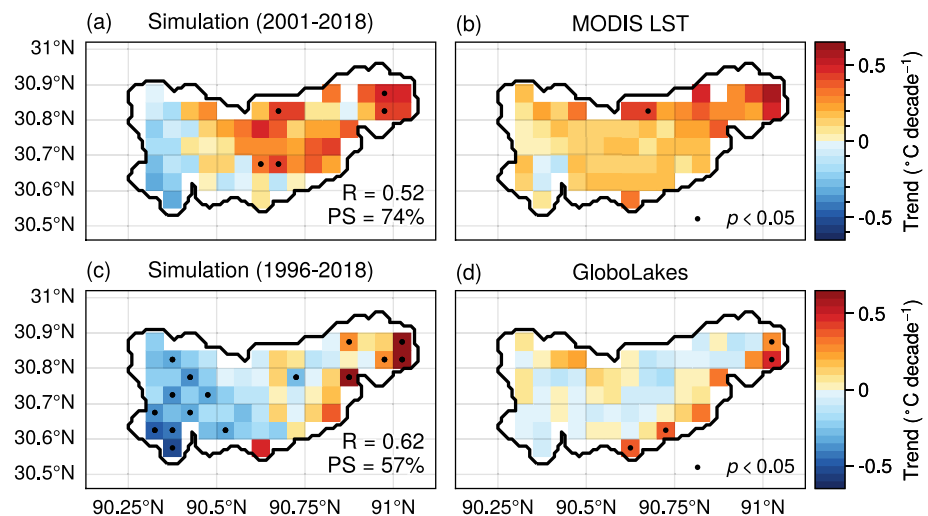 (a) Simulation (2001-2018)
(b) MODIS LST
31°N
30.9°N
30.8°N
30.7°N
30.6°N
30.5°N
R = 0.52
PS = 74%
p < 0.05
0.5
0
-0.5
Trend (°C decade⁻¹)
(c) Simulation (1996-2018)
(d) GloboLakes
31°N
30.9°N
30.8°N
30.7°N
30.6°N
30.5°N
R = 0.62
PS = 57%
p < 0.05
0.5
0
-0.5
Trend (°C decade⁻¹)
90.25°N 90.5°N 90.75°N 91°N
90.25°N 90.5°N 90.75°N 91°N